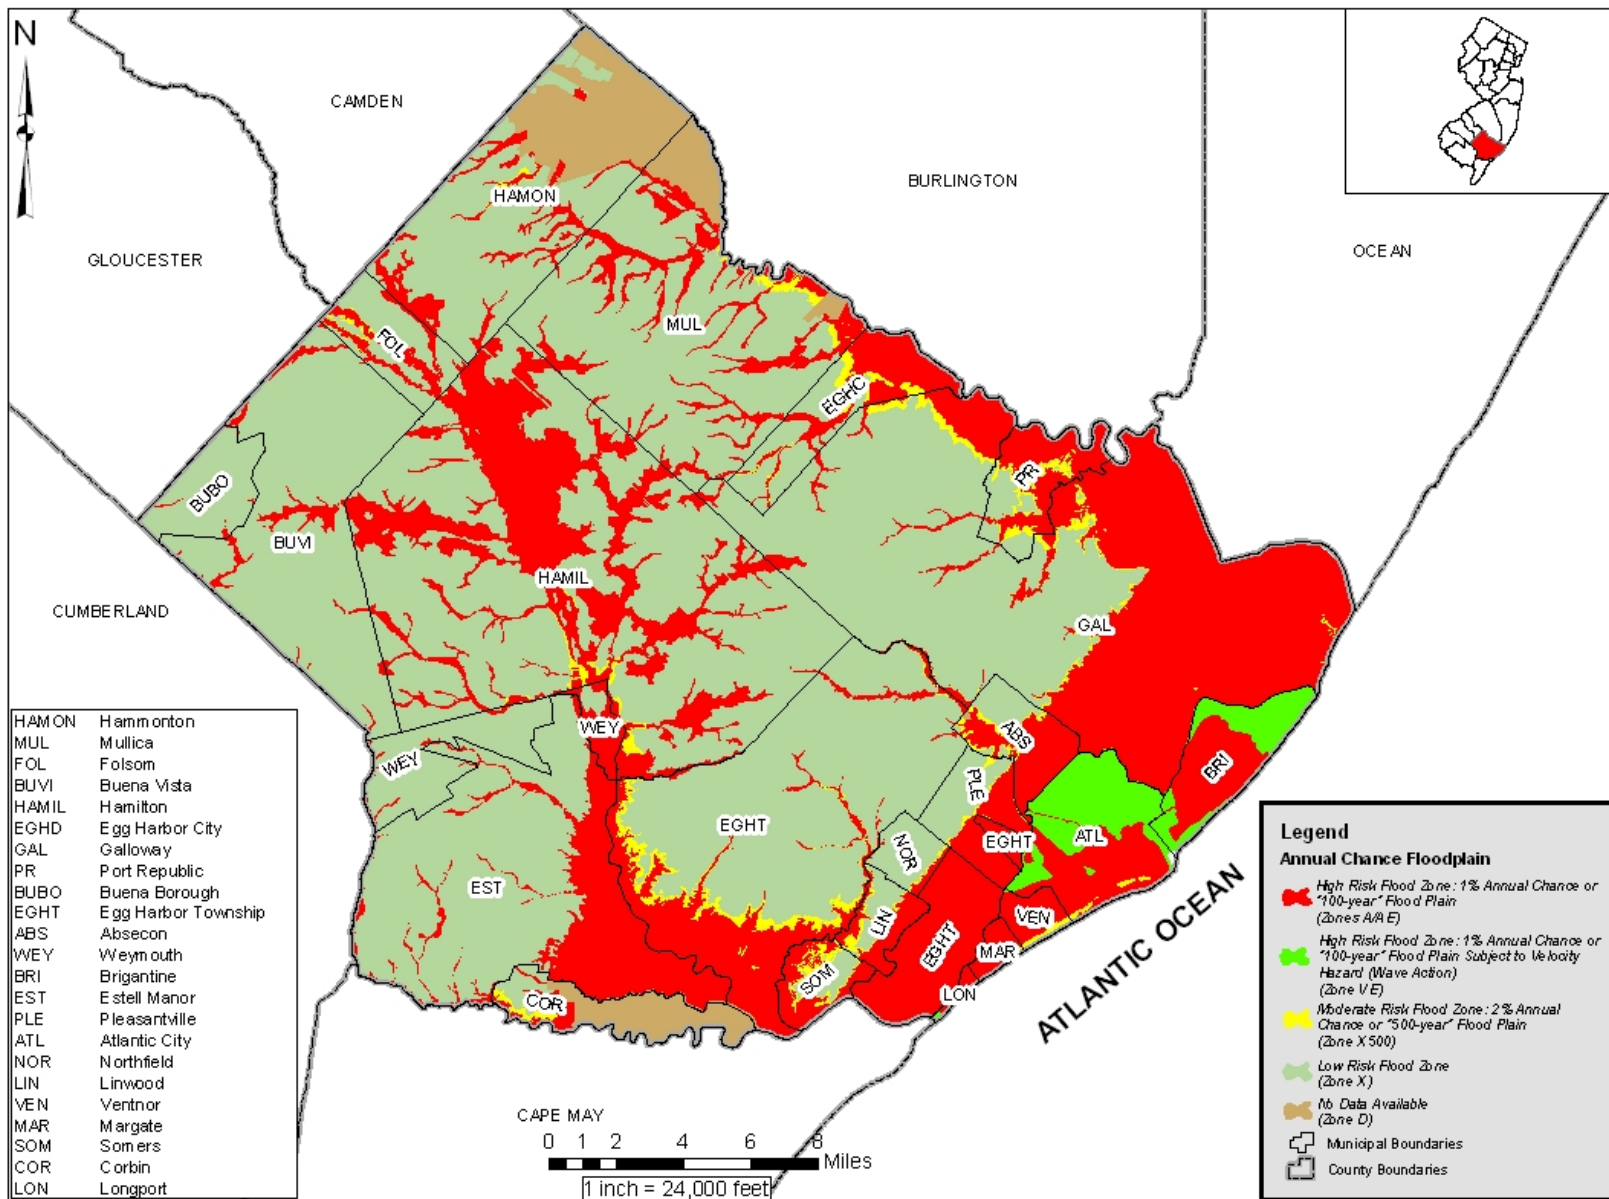 N
CAMDEN
BURLINGTON
HAMON
GLOUCESTER
OCEAN
MUL
FOL
EGHC
PR
BUBO
BUVI
HAMIL
CUMBERLAND
GAL
WEY
ABS
WEY
BRI
PLE
EGHT
ATL
EGHT
NOR
EST
VEN
LIN
EGHT
MAR
SOM
LON
COR
ATLANTIC OCEAN
CAPE MAY
HAMON Hammonton
MUL Mullica
FOL Folsom
BUVI Buena Vista
HAMIL Hamilton
EGHD Egg Harbor City
GAL Galloway
PR Port Republic
BUBO Buena Borough
EGHT Egg Harbor Township
ABS Absecon
WEY Weymouth
BRI Brigantine
EST Estell Manor
PLE Pleasantville
ATL Atlantic City
NOR Northfield
LIN Linwood
VEN Ventnor
MAR Margate
SOM Somers
COR Corbin
LON Longport
0 1 2 4 6 8
Miles
1 inch = 24,000 feet
Legend
Annual Chance Floodplain
High Risk Flood Zone: 1% Annual Chance or
"100-year" Flood Plain
(Zones A/AE)
High Risk Flood Zone: 1% Annual Chance or
"100-year" Flood Plain Subject to Velocity
Hazard (Wave Action)
(Zone VE)
Moderate Risk Flood Zone: 2% Annual
Chance or "500-year" Flood Plain
(Zone X500)
Low Risk Flood Zone
(Zone X)
No Data Available
(Zone D)
Municipal Boundaries
County Boundaries